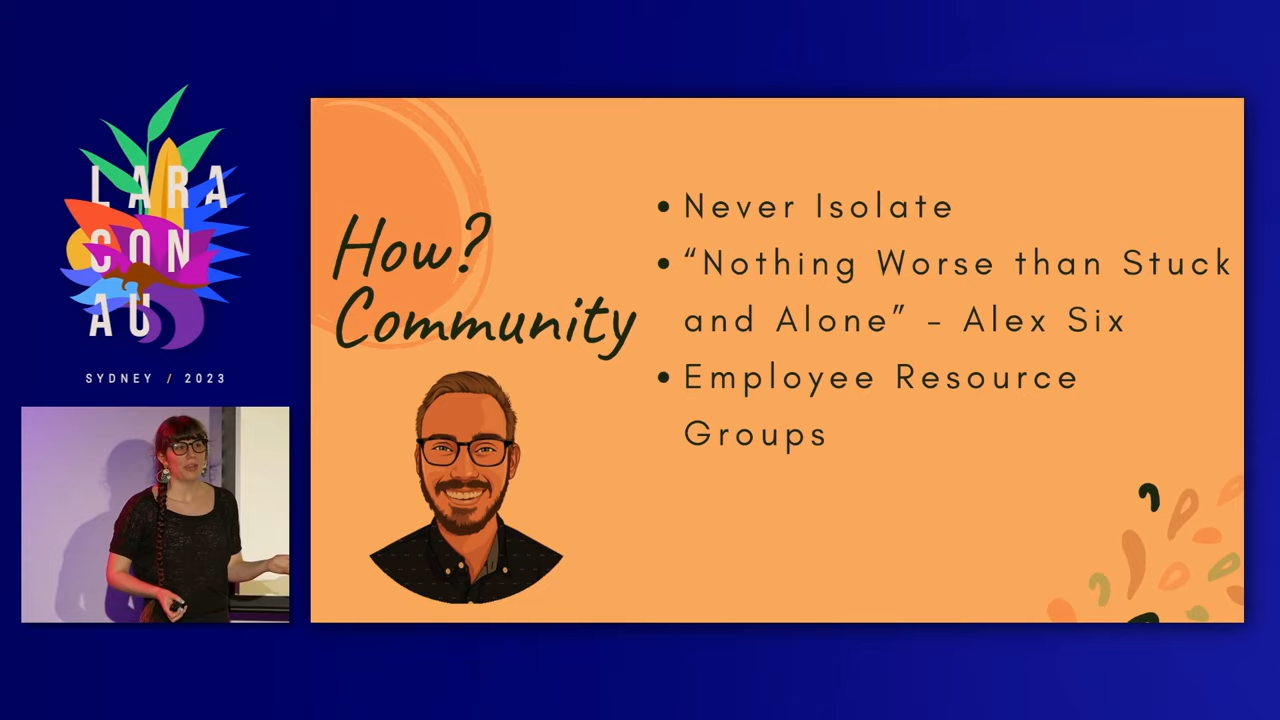 LARA
CON
AU
SYDNEY / 2023
How?
Community
• Never Isolate
• “Nothing Worse than Stuck
and Alone” – Alex Six
• Employee Resource
Groups